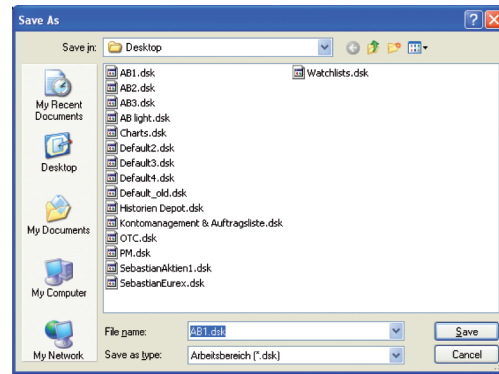 Save As
Save in:
Desktop
My Recent
Documents
Desktop
My Documents
My Computer
My Network
AB1.dsk
AB2.dsk
AB3.dsk
AB light.dsk
Charts.dsk
Default2.dsk
Default3.dsk
Default4.dsk
Default_old.dsk
Historien Depot.dsk
Kontomanagement & Auftragsliste.dsk
OTC.dsk
PM.dsk
SebastianAktien1.dsk
SebastianEurex.dsk
Watchlists.dsk
File name:
AB1.dsk
Save
Save as type:
Arbeitsbereich (*.dsk)
Cancel